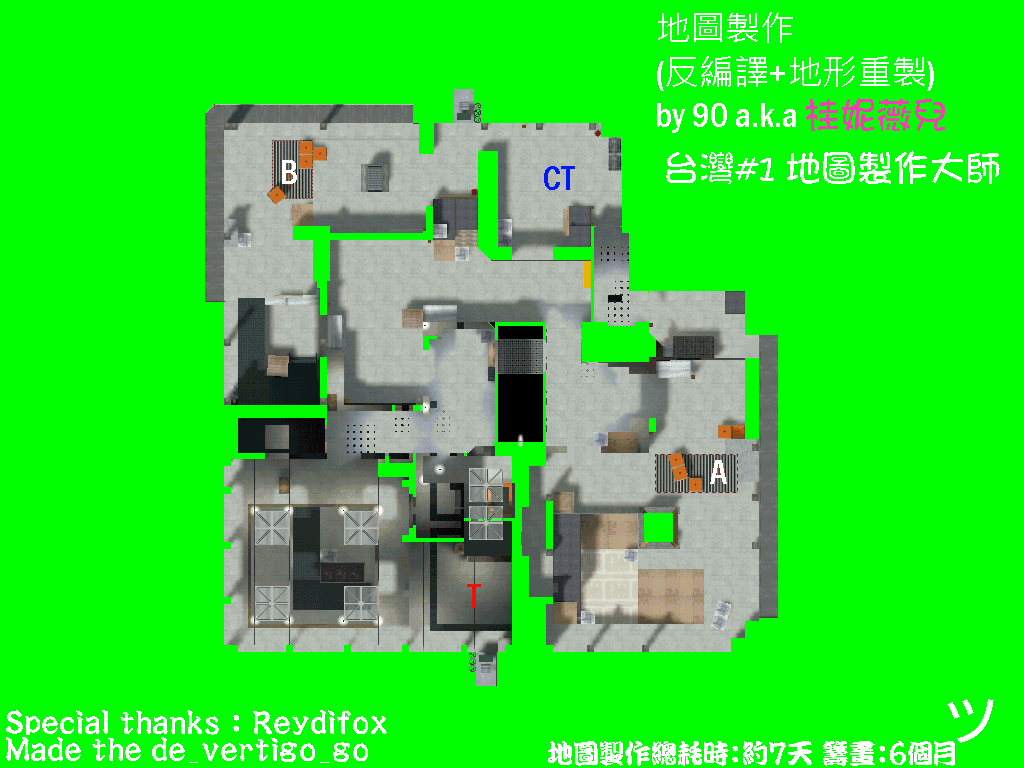 地圖製作
(反編譯+地形重製)
by 90 a.k.a 桂妮薇兒
台灣#1 地圖製作大師
B
CT
A
T
Special thanks : Reydifox
Made the de_vertigo_go
ツ
地圖製作總耗時:約7天 籌畫:6個月